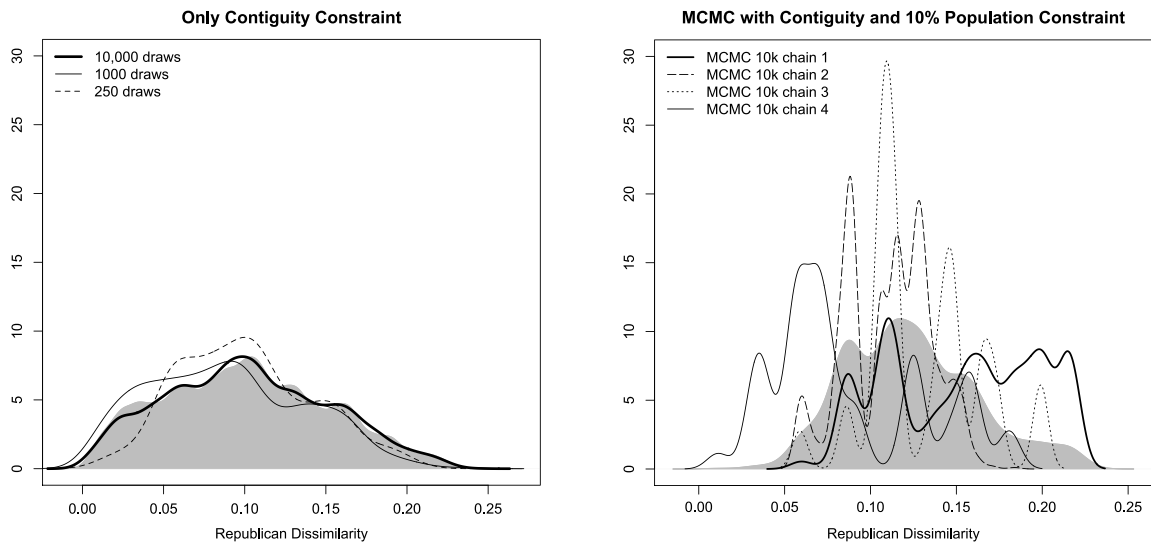 Only Contiguity Constraint
10,000 draws
1000 draws
250 draws
30
25
20
15
10
5
0
0.00 0.05 0.10 0.15 0.20 0.25
Republican Dissimilarity
MCMC with Contiguity and 10% Population Constraint
MCMC 10k chain 1
MCMC 10k chain 2
MCMC 10k chain 3
MCMC 10k chain 4
30
25
20
15
10
5
0
0.00 0.05 0.10 0.15 0.20 0.25
Republican Dissimilarity